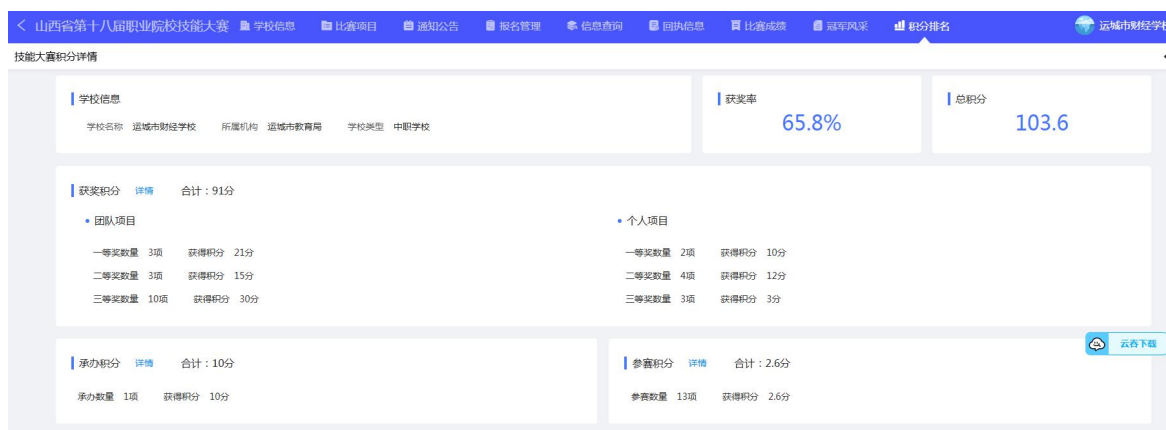 山西省第十八届职业院校技能大赛 学校信息 比赛项目 通知公告 报名管理 信息查询 回执信息 比赛成绩 冠军风采 积分排名 运城市财经学校
技能大赛积分详情
学校信息
学校名称 运城市财经学校 所属机构 运城市教育局 学校类型 中职学校
获奖率
65.8%
总积分
103.6
获奖积分 详情 合计：91分
团队项目
一等奖数量 3项 获得积分 21分
二等奖数量 3项 获得积分 15分
三等奖数量 10项 获得积分 30分
个人项目
一等奖数量 2项 获得积分 10分
二等奖数量 4项 获得积分 12分
三等奖数量 3项 获得积分 3分
云吞下载
承办积分 详情 合计：10分
承办数量 1项 获得积分 10分
参赛积分 详情 合计：2.6分
参赛数量 13项 获得积分 2.6分